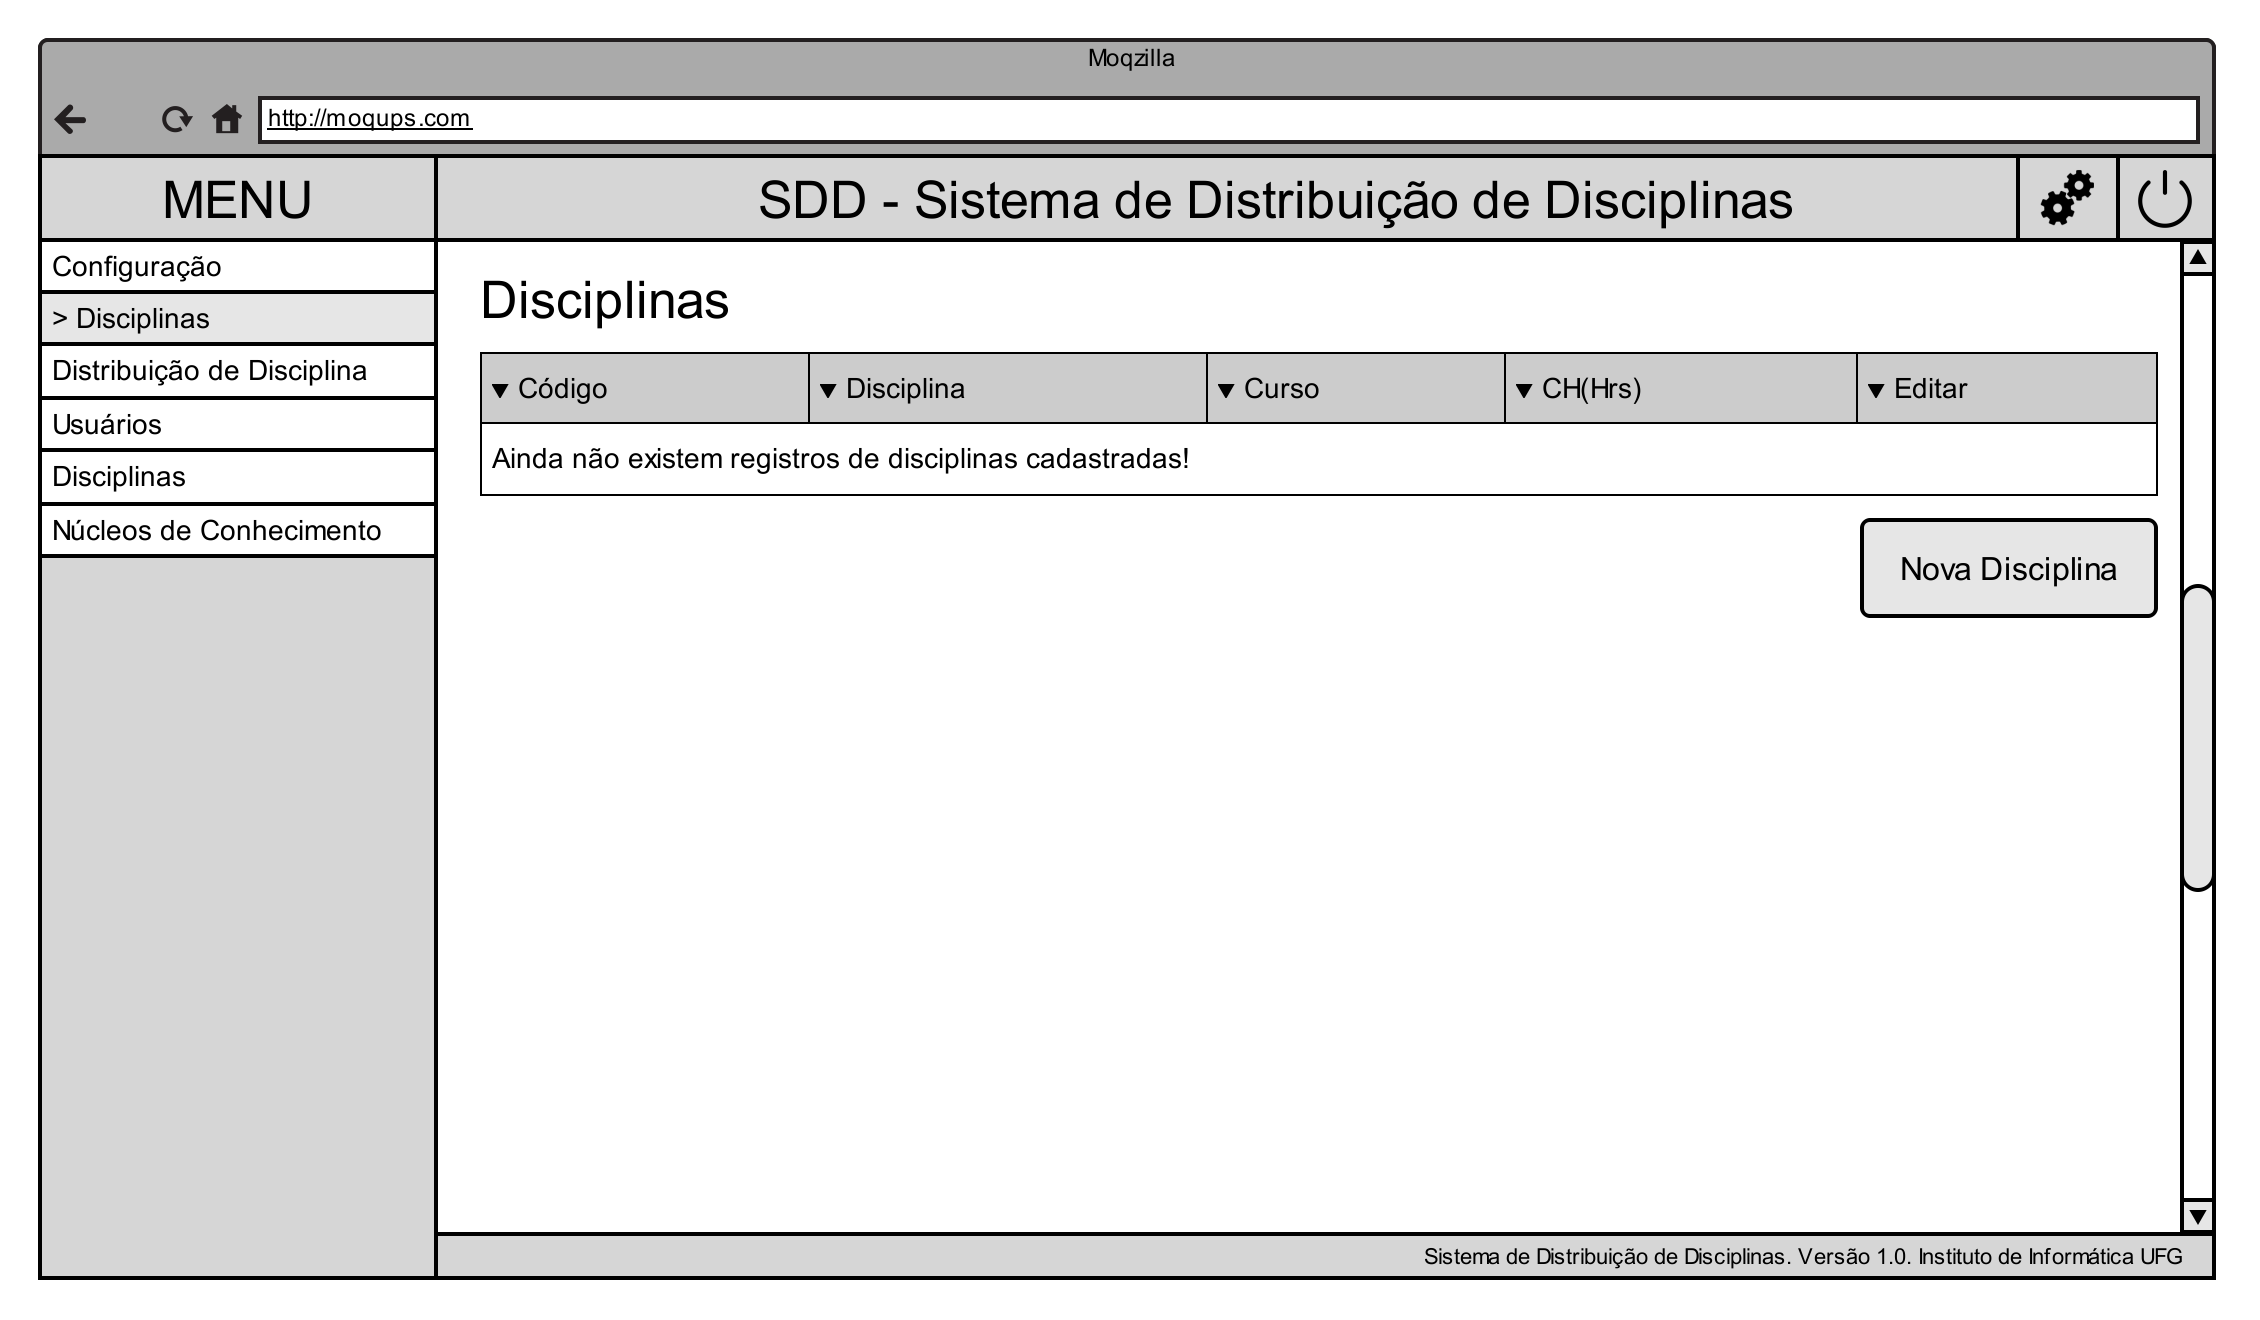 Moqzilla
http://moqups.com
MENU
SDD - Sistema de Distribuição de Disciplinas
Configuração
> Disciplinas
Distribuição de Disciplina
Usuários
Disciplinas
Núcleos de Conhecimento
Disciplinas
▼ Código ▼ Disciplina ▼ Curso ▼ CH(Hrs) ▼ Editar
Ainda não existem registros de disciplinas cadastradas!
Nova Disciplina
Sistema de Distribuição de Disciplinas. Versão 1.0. Instituto de Informática UFG